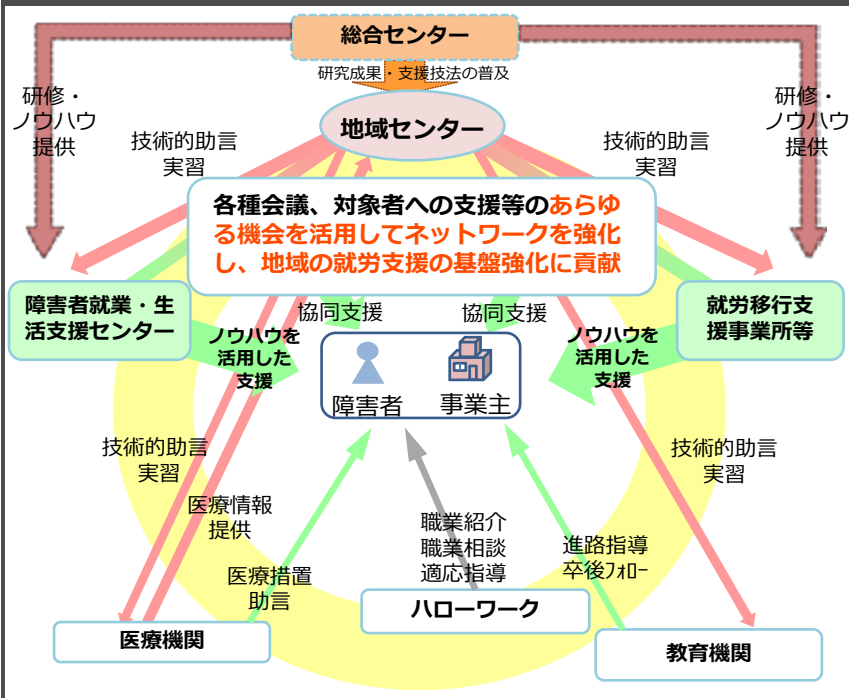 総合センター
研究成果・支援技法の普及
研修・
ノウハウ
提供
研修・
ノウハウ
提供
地域センター
技術的助言
実習
技術的助言
実習
各種会議、対象者への支援等のあらゆ
る機会を活用してネットワークを強化
し、地域の就労支援の基盤強化に貢献
障害者就業・生
活支援センター
就労移行支
援事業所等
協同支援
協同支援
ノウハウを
活用した
支援
ノウハウを
活用した
支援
障害者
事業主
技術的助言
実習
技術的助言
実習
医療情報
提供
職業紹介
職業相談
適応指導
進路指導
卒後ﾌｫﾛｰ
医療措置
助言
ハローワーク
医療機関
教育機関